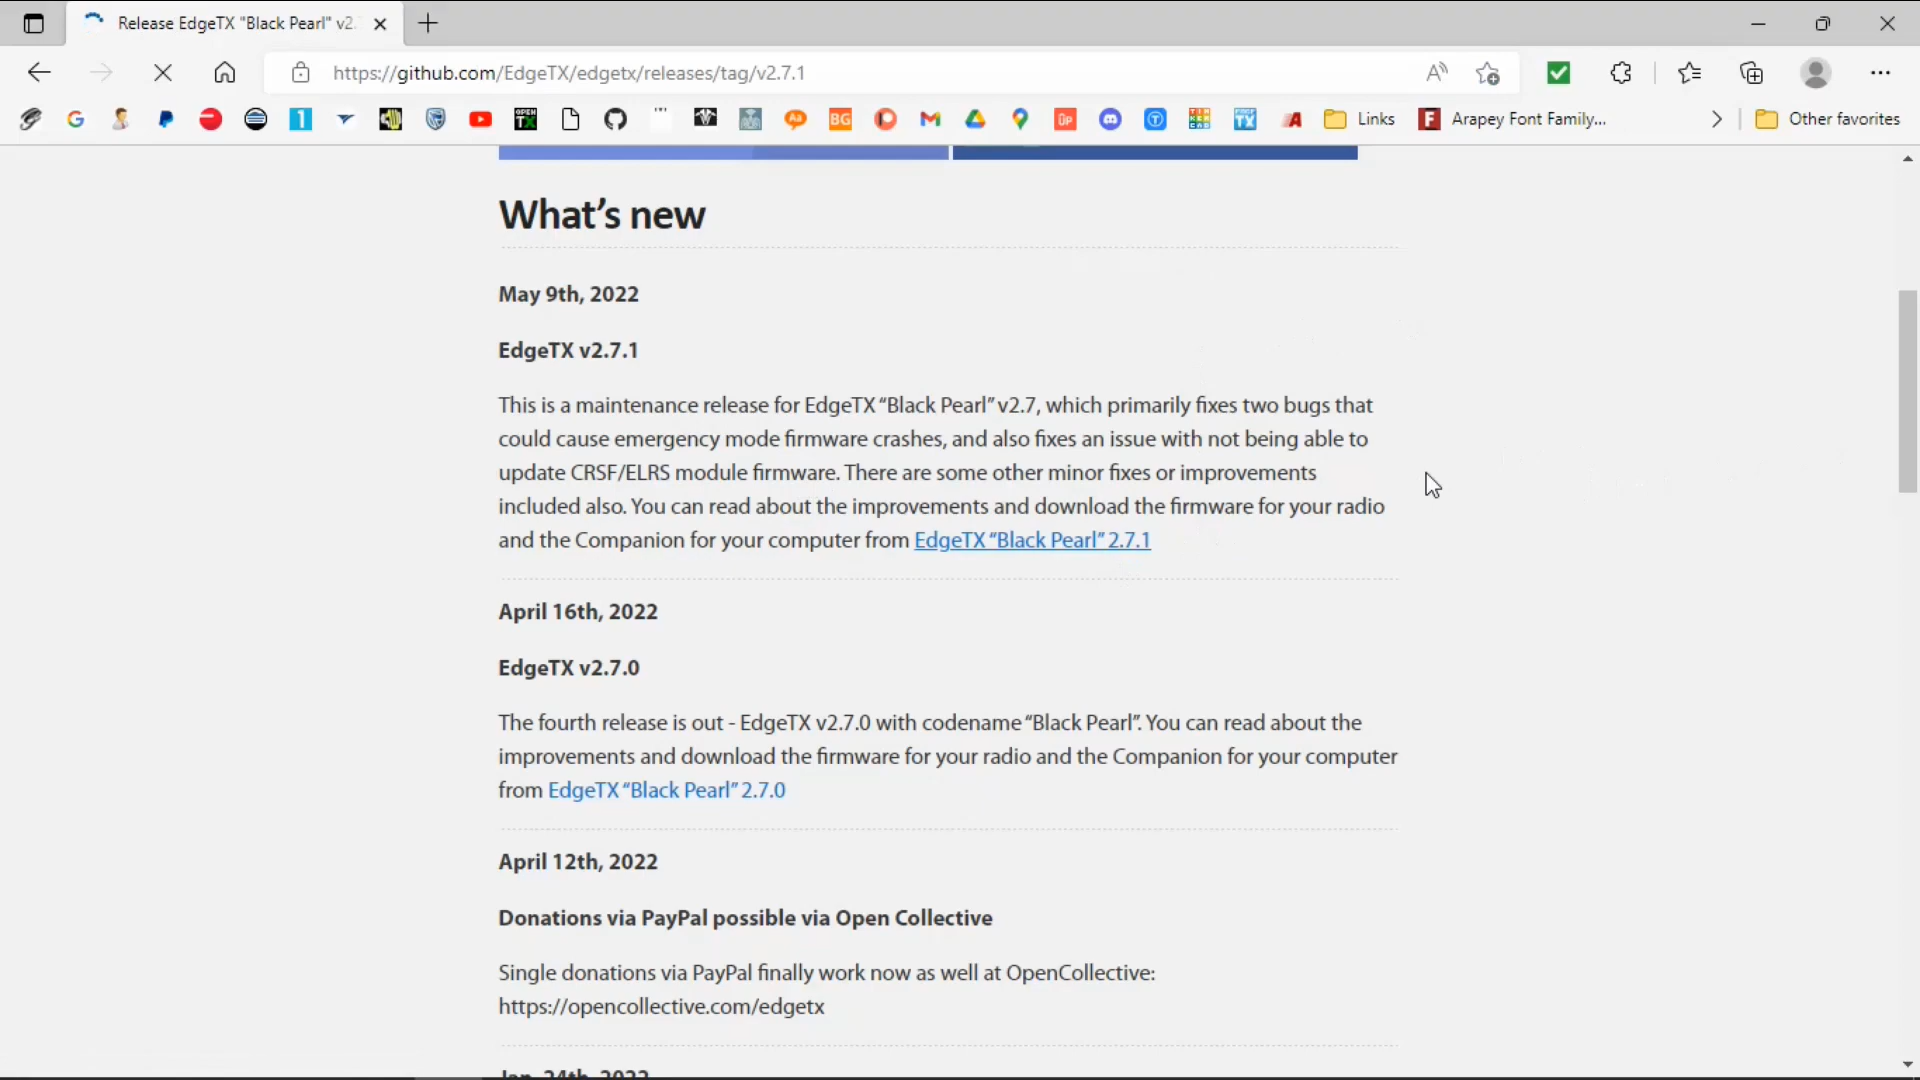 Release EdgeTX "Black Pearl" v2.
https://github.com/EdgeTX/edgetx/releases/tag/v2.7.1
Links
Arapey Font Family...
Other favorites
What's new
May 9th, 2022
EdgeTX v2.7.1
This is a maintenance release for EdgeTX “Black Pearl” v2.7, which primarily fixes two bugs that
could cause emergency mode firmware crashes, and also fixes an issue with not being able to
update CRSF/ELRS module firmware. There are some other minor fixes or improvements
included also. You can read about the improvements and download the firmware for your radio
and the Companion for your computer from EdgeTX “Black Pearl” 2.7.1
April 16th, 2022
EdgeTX v2.7.0
The fourth release is out - EdgeTX v2.7.0 with codename “Black Pearl”. You can read about the
improvements and download the firmware for your radio and the Companion for your computer
from EdgeTX “Black Pearl” 2.7.0
April 12th, 2022
Donations via PayPal possible via Open Collective
Single donations via PayPal finally work now as well at OpenCollective:
https://opencollective.com/edgetx
Jan. 24th, 2022